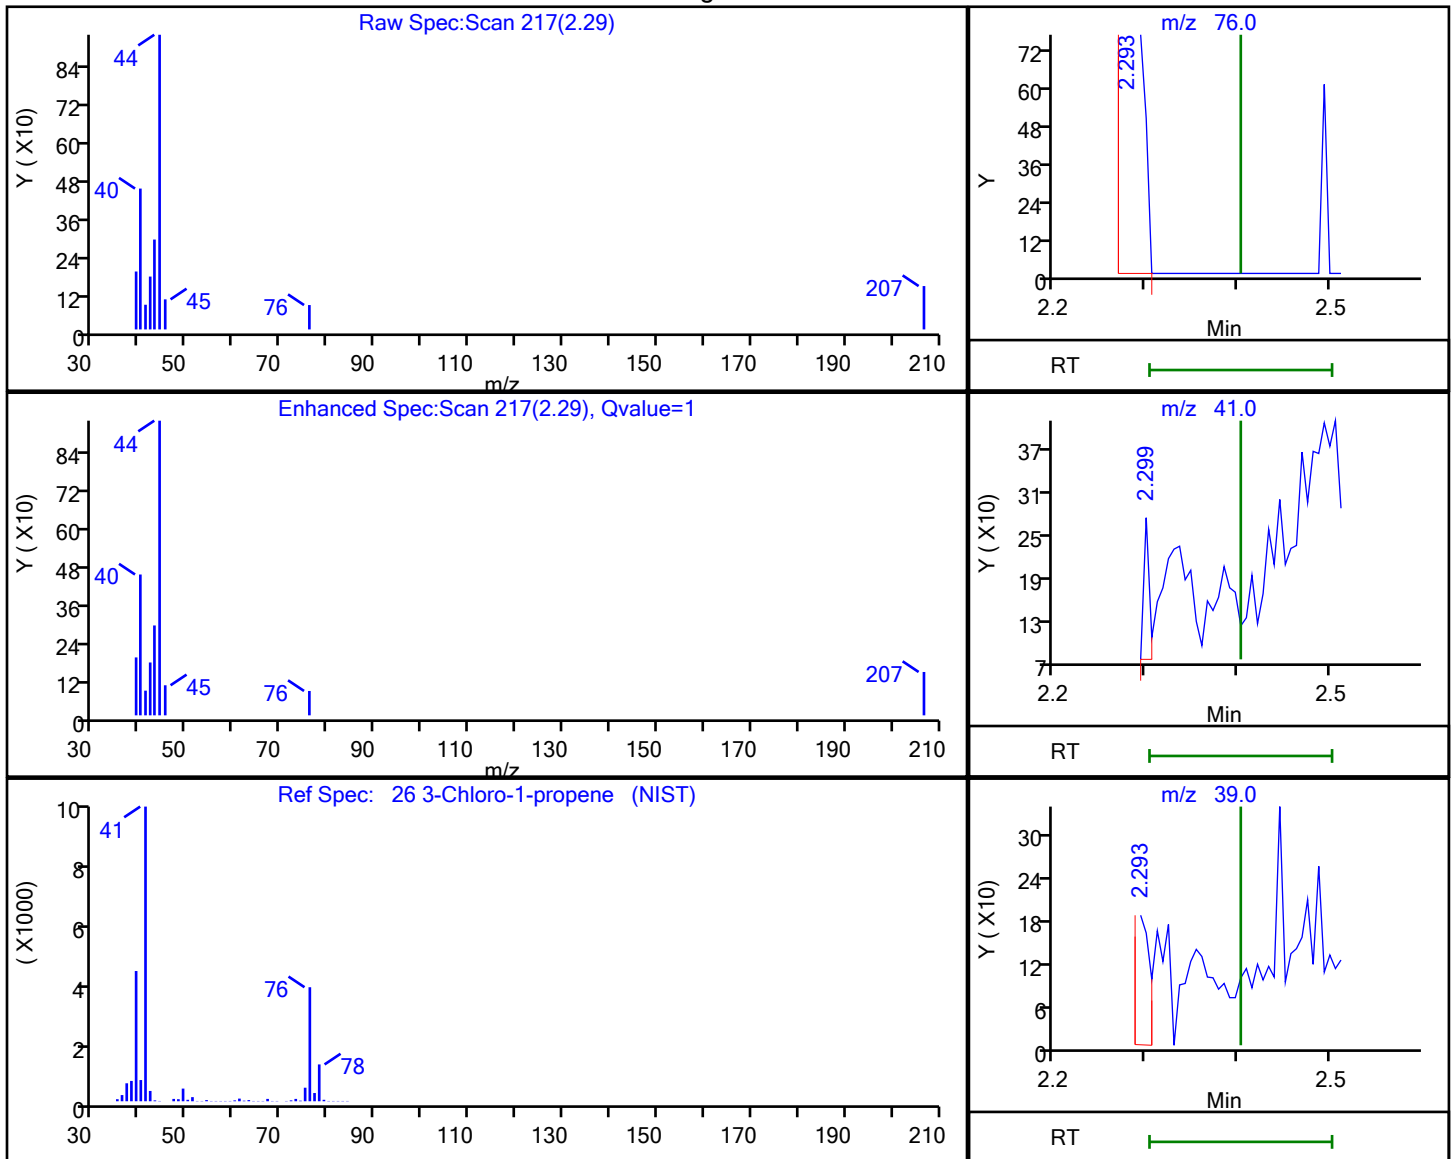 Raw Spec:Scan 217(2.29)
Y ( X10)
84
72
60
48
36
24
12
0
44
40
45
76
207
30 50 70 90 110 130 150 170 190 210
m/z
m/z 76.0
Y
72
60
48
36
24
12
0
2.293
2.2 2.5
Min
RT
Enhanced Spec:Scan 217(2.29), Qvalue=1
Y ( X10)
84
72
60
48
36
24
12
0
44
40
45
76
207
30 50 70 90 110 130 150 170 190 210
m/z
m/z 41.0
Y ( X10)
37
31
25
19
13
7
2.299
2.2 2.5
Min
RT
Ref Spec: 26 3-Chloro-1-propene (NIST)
( X1000)
10
8
6
4
2
0
41
76
78
30 50 70 90 110 130 150 170 190 210
m/z 39.0
Y ( X10)
30
24
18
12
6
0
2.293
2.2 2.5
Min
RT